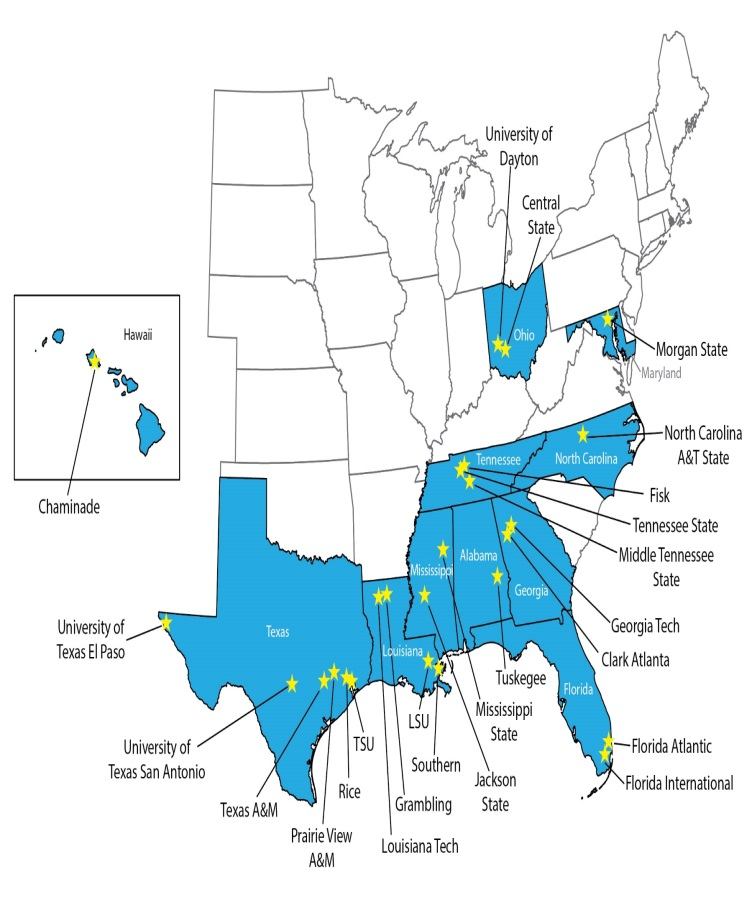 University of
Dayton
Central
State
Hawaii
Ohio
Morgan State
Maryland
Chaminade
North Carolina
A&T State
Tennessee
North Carolina
Fisk
Tennessee State
Middle Tennessee
State
Mississippi
Alabama
Georgia
Georgia Tech
Clark Atlanta
University of
Texas El Paso
Texas
Louisiana
Tuskegee
Florida
Mississippi
State
LSU
University of
Texas San Antonio
TSU
Southern
Jackson
State
Florida Atlantic
Florida International
Rice
Texas A&M
Grambling
Prairie View
A&M
Louisiana Tech